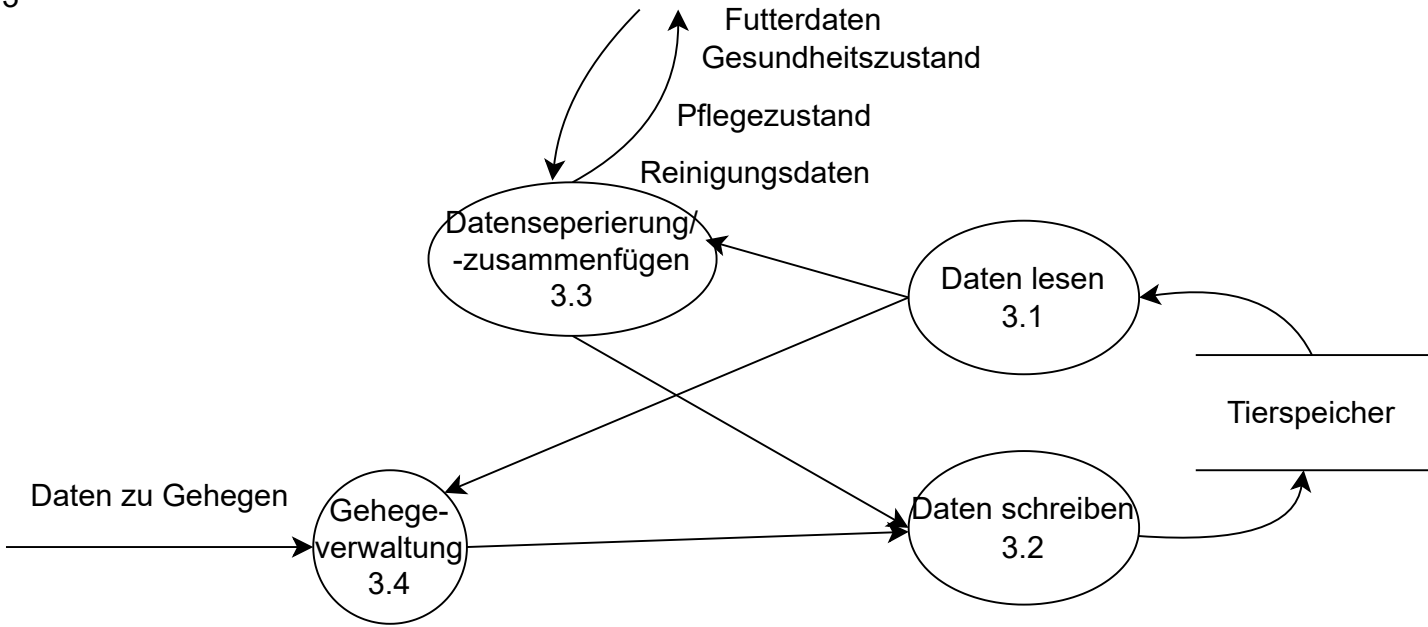 Futterdaten
Gesundheitszustand
Pflegezustand
Reinigungsdaten
Datenseperierung/
-zusammenfügen
3.3
Daten lesen
3.1
Tierspeicher
Daten zu Gehegen
Gehege-
verwaltung
3.4
Daten schreiben
3.2